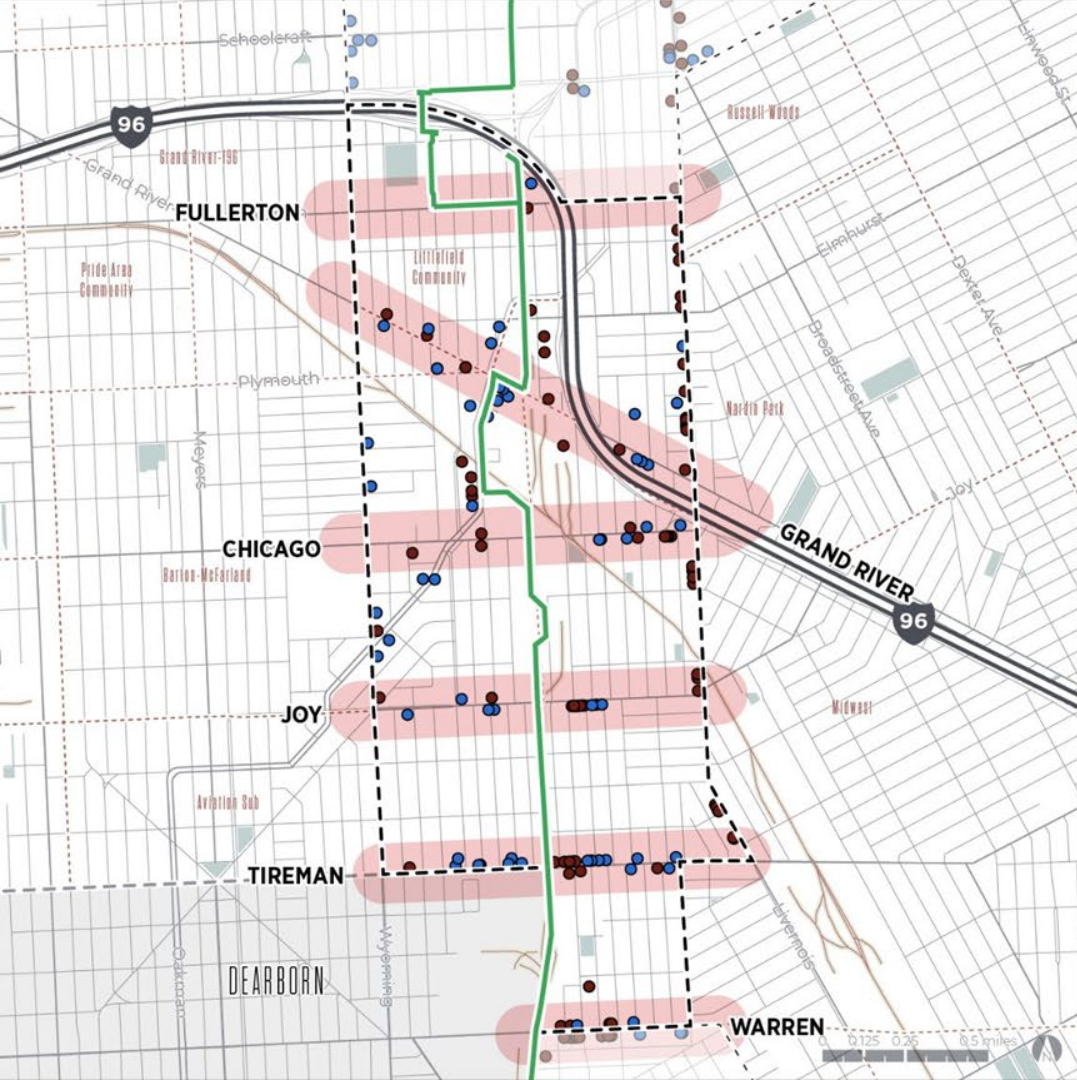 Schoolcraft
Linwood St
96
Russell Woods
Grand River-I96
Grand River
FULLERTON
Elmhurst
Littlefield
Community
Pride Area
Community
Dexter Ave
Broadstreet Ave
Plymouth
Nardin Park
Meyers
Joy
CHICAGO
GRAND RIVER
Barton-McFarland
96
JOY
Midwest
Aviation Sub
TIREMAN
Livernois
Oakman
Wyoming
DEARBORN
WARREN
0 0.125 0.25 0.5 miles
N